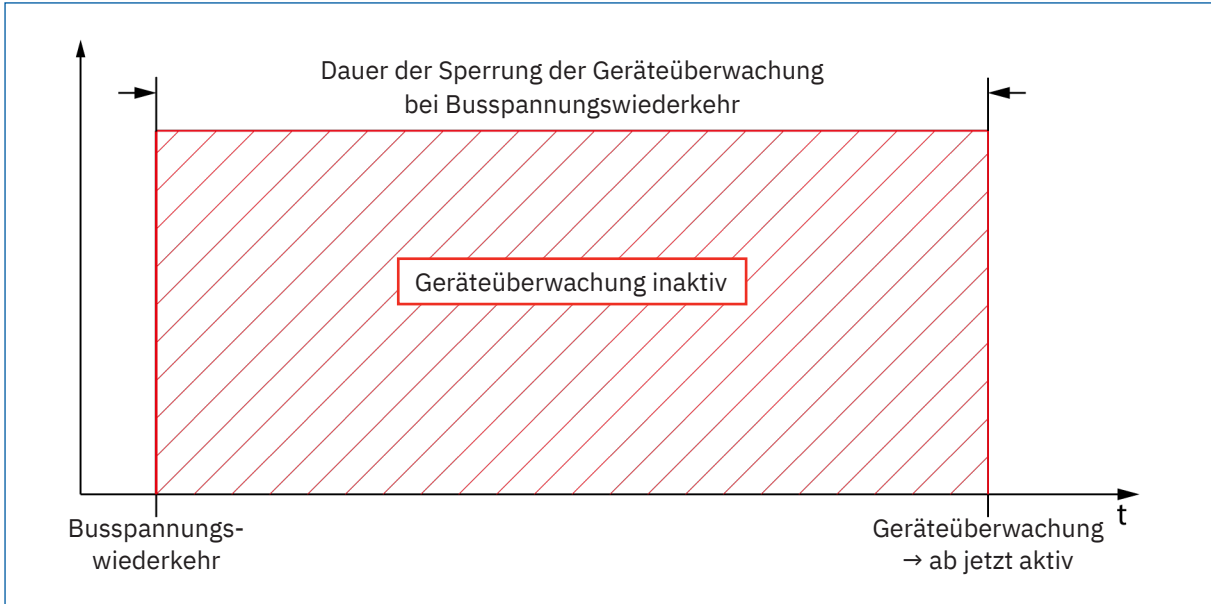 Dauer der Sperrung der Geräteüberwachung
bei Busspannungswiederkehr
Geräteüberwachung inaktiv
t
Busspannungs-
wiederkehr
Geräteüberwachung
→ ab jetzt aktiv